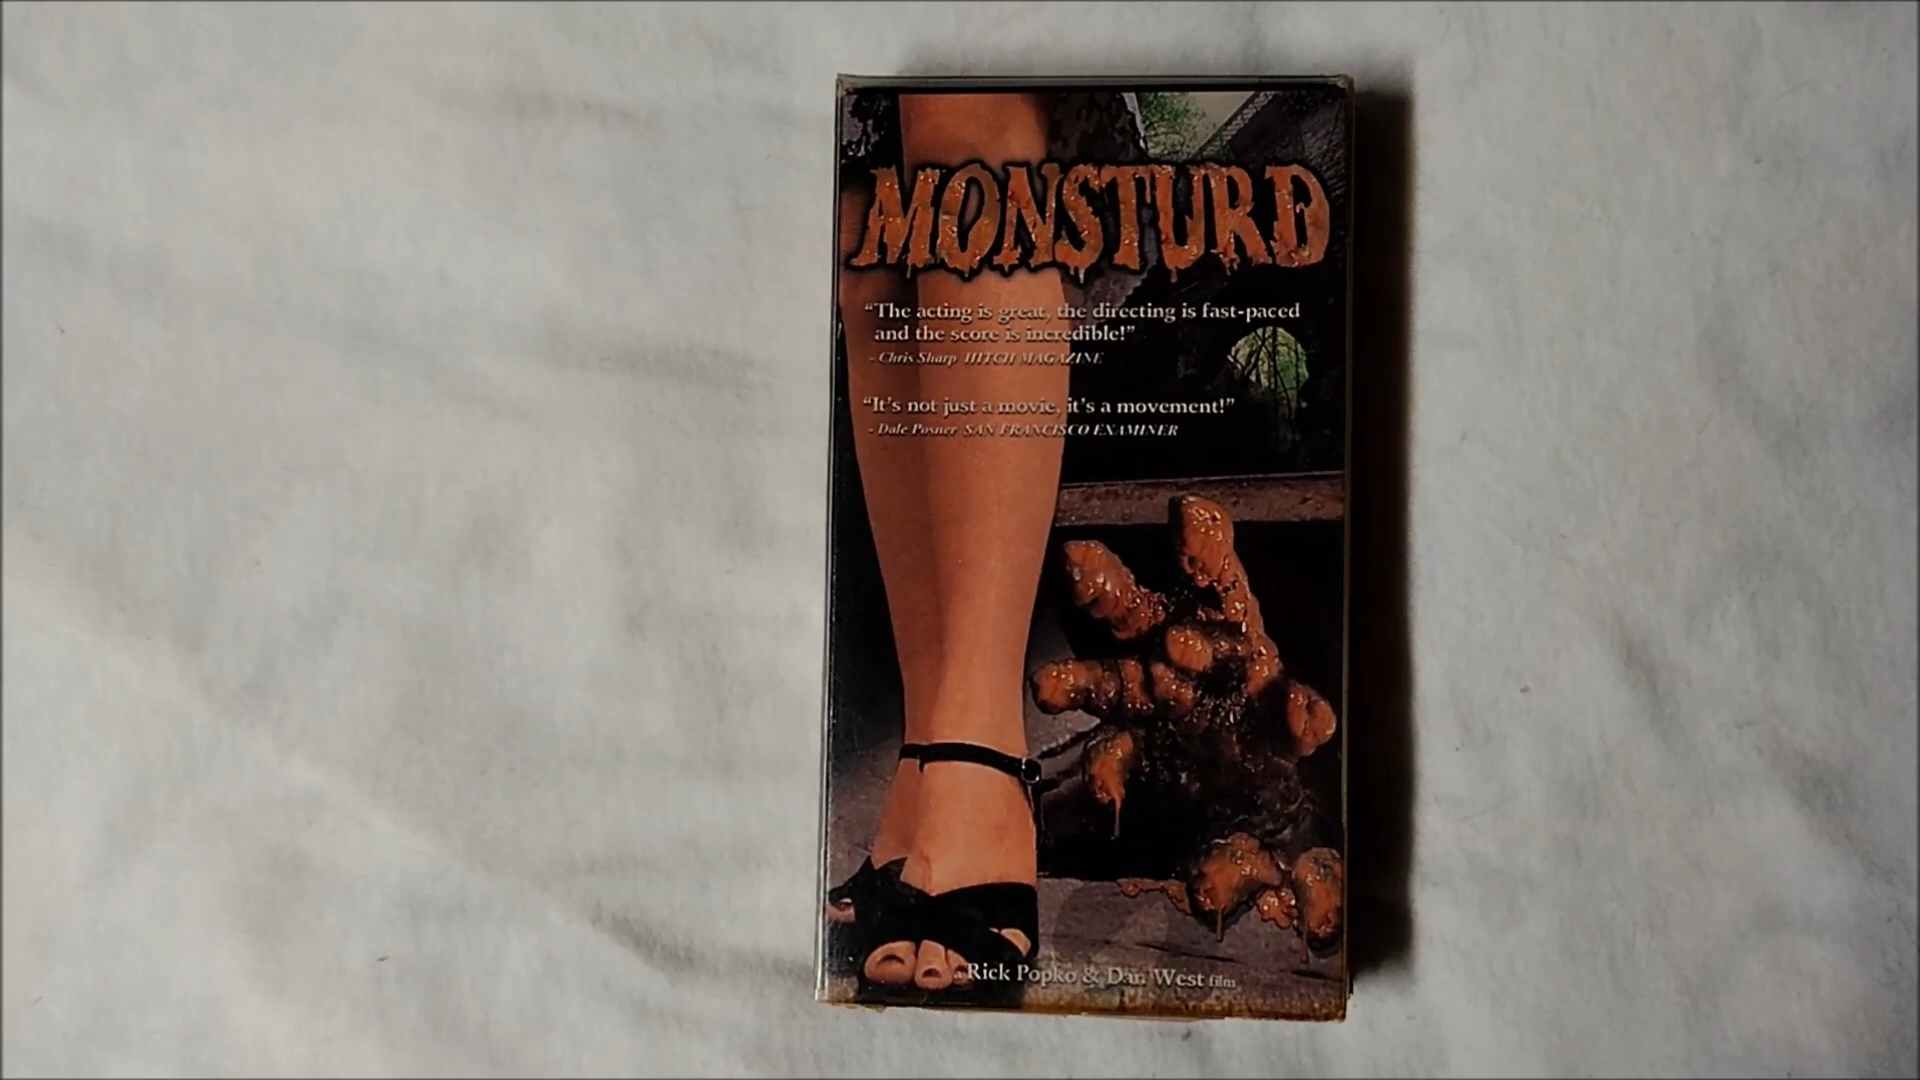 MONSTURD
“The acting is great, the directing is fast-paced
and the score is incredible!”
- Chris Sharp HITCH MAGAZINE
“It’s not just a movie, it’s a movement!”
- Dale Posner SAN FRANCISCO EXAMINER
a Rick Popko & Dan West film